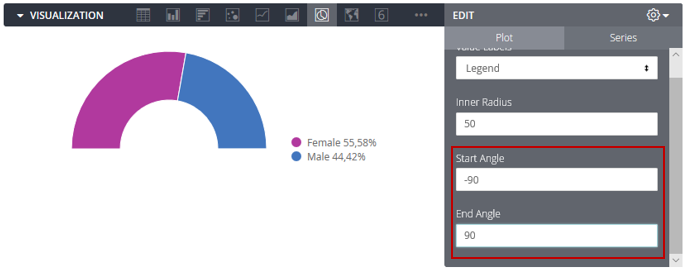 VISUALIZATION
6
EDIT
Plot
Series
Value Labels
Legend
Inner Radius
50
Start Angle
-90
End Angle
90
Female 55,58%
Male 44,42%